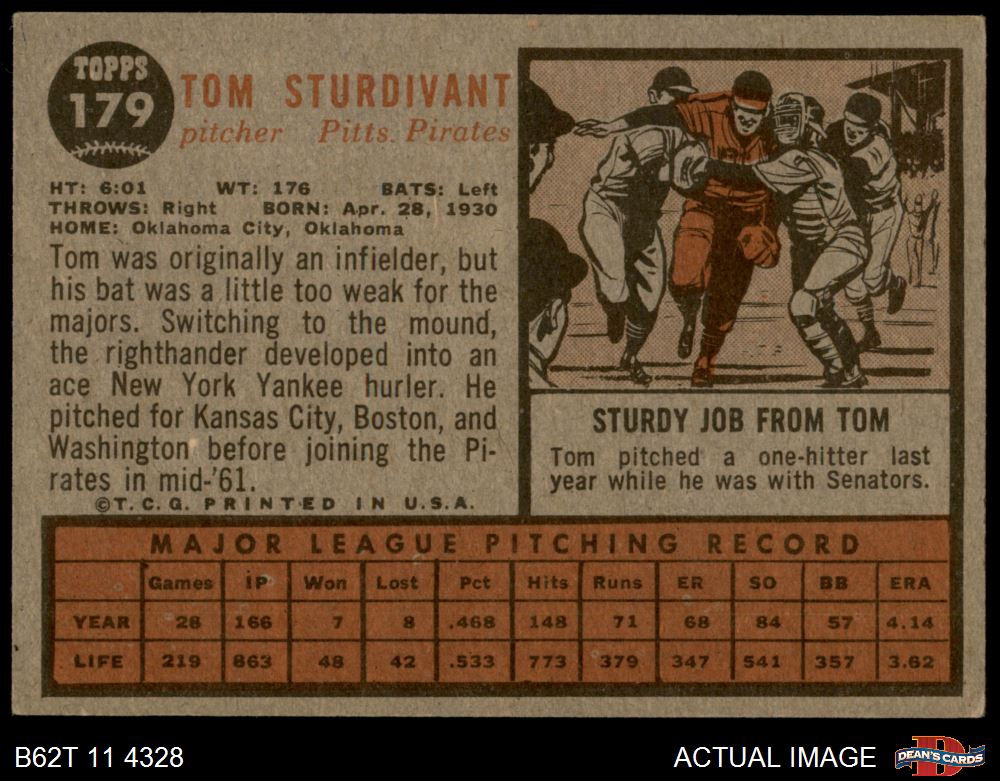 TOPPS
179
TOM STURDIVANT
pitcher Pitts. Pirates
HT: 6:01 WT: 176 BATS: Left
THROWS: Right BORN: Apr. 28, 1930
HOME: Oklahoma City, Oklahoma
Tom was originally an infielder, but
his bat was a little too weak for the
majors. Switching to the mound,
the righthander developed into an
ace New York Yankee hurler. He
pitched for Kansas City, Boston, and
Washington before joining the Pi-
rates in mid-'61.
©T.C.G. PRINTED IN U.S.A.
STURDY JOB FROM TOM
Tom pitched a one-hitter last
year while he was with Senators.
MAJOR LEAGUE PITCHING RECORD
Games IP Won Lost Pct Hits Runs ER SO BB ERA
YEAR 28 166 7 8 .468 148 71 68 84 57 4.14
LIFE 219 863 48 42 .533 773 379 347 541 357 3.62
B62T 11 4328
ACTUAL IMAGE
D
DEAN'S CARDS